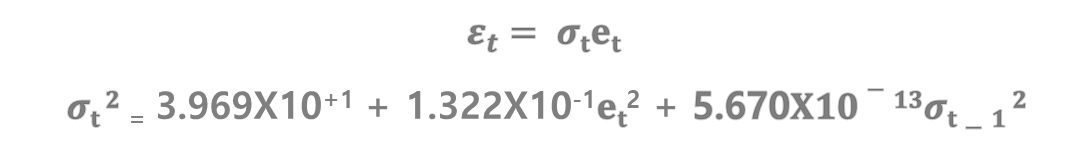 εₜ = σₜeₜ
σₜ² = 3.969X10⁺¹ + 1.322X10⁻¹eₜ² + 5.670X10⁻¹³σₜ₋₁²